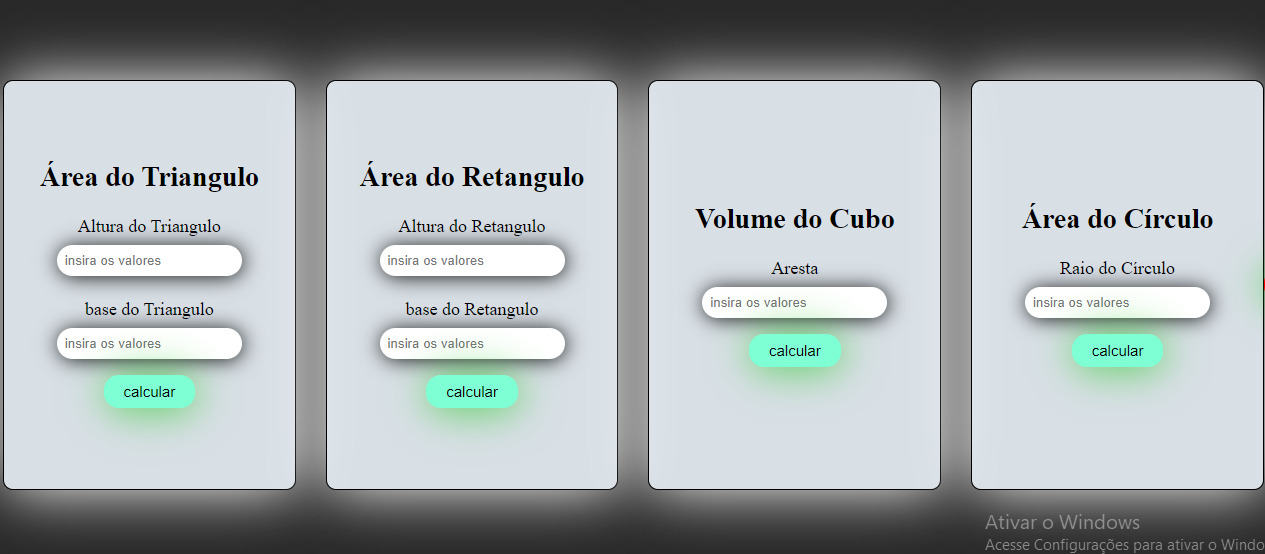 Área do Triangulo
Altura do Triangulo
insira os valores
base do Triangulo
insira os valores
calcular
Área do Retangulo
Altura do Retangulo
insira os valores
base do Retangulo
insira os valores
calcular
Volume do Cubo
Aresta
insira os valores
calcular
Área do Círculo
Raio do Círculo
insira os valores
calcular
Ativar o Windows
Acesse Configurações para ativar o Windo